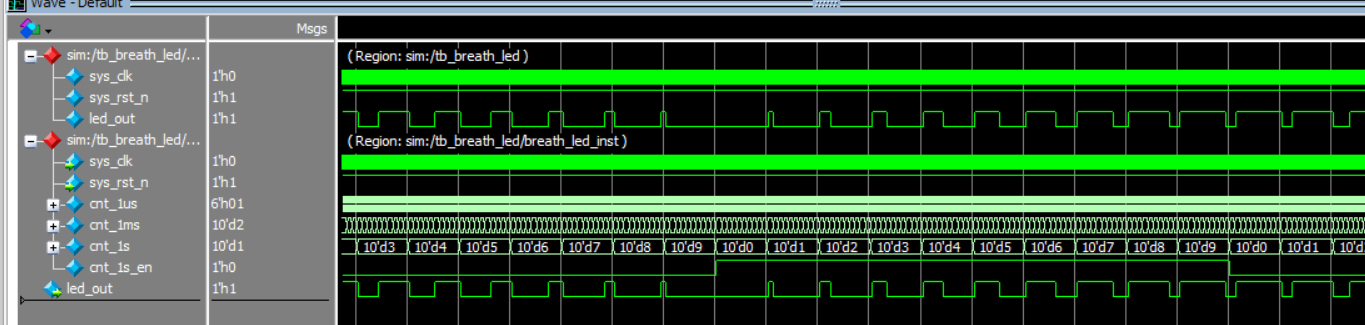 Wave - Default
Msgs
sim:/tb_breath_led/...
(Region: sim:/tb_breath_led )
sys_clk 1'h0
sys_rst_n 1'h1
led_out 1'h1
sim:/tb_breath_led/...
(Region: sim:/tb_breath_led/breath_led_inst )
sys_clk 1'h0
sys_rst_n 1'h1
cnt_1us 6'h01
cnt_1ms 10'd2
cnt_1s 10'd1 10'd3 10'd4 10'd5 10'd6 10'd7 10'd8 10'd9 10'd0 10'd1 10'd2 10'd3 10'd4 10'd5 10'd6 10'd7 10'd8 10'd9 10'd0 10'd1
cnt_1s_en 1'h0
led_out 1'h1